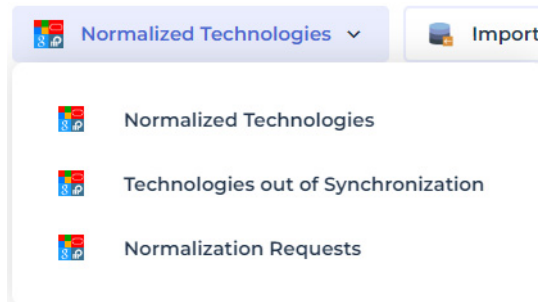 Normalized Technologies Import
Normalized Technologies
Technologies out of Synchronization
Normalization Requests